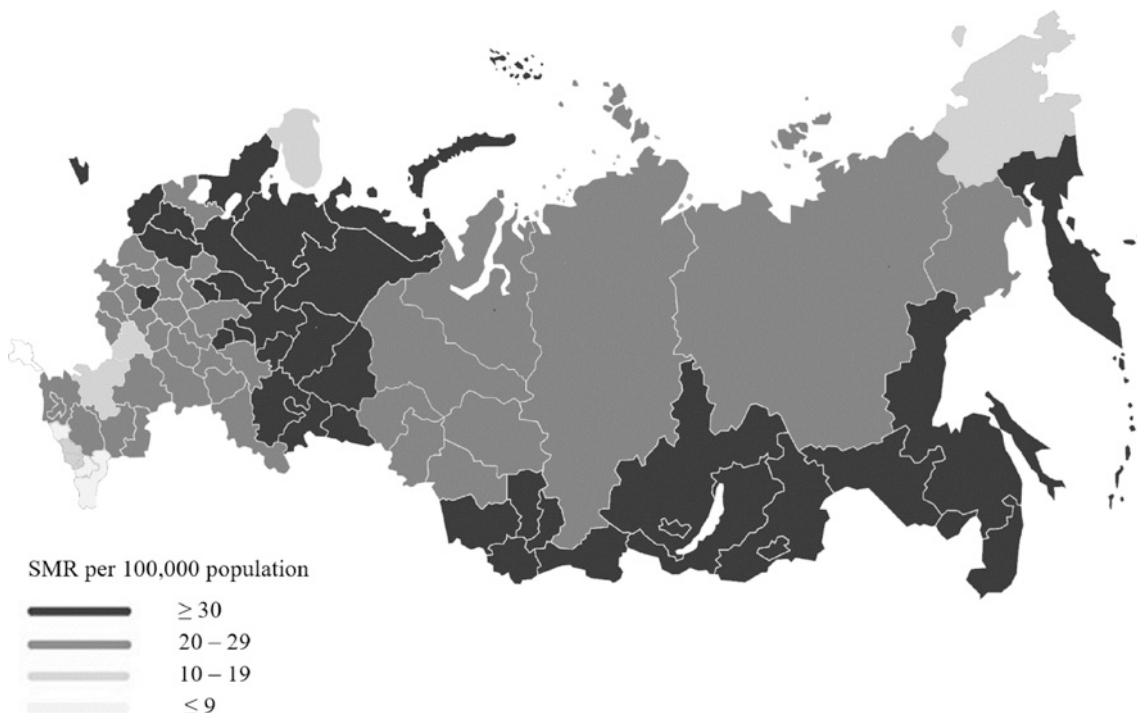 SMR per 100,000 population
≥ 30
20 – 29
10 – 19
≤ 9